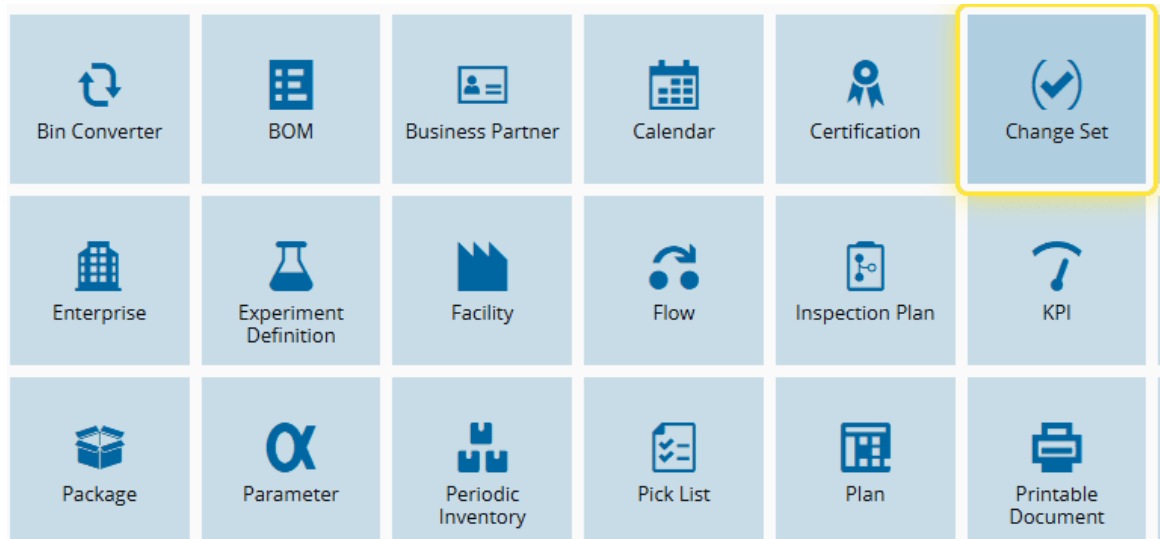 Bin Converter
BOM
Business Partner
Calendar
Certification
Change Set
Enterprise
Experiment
Definition
Facility
Flow
Inspection Plan
KPI
Package
Parameter
Periodic
Inventory
Pick List
Plan
Printable
Document